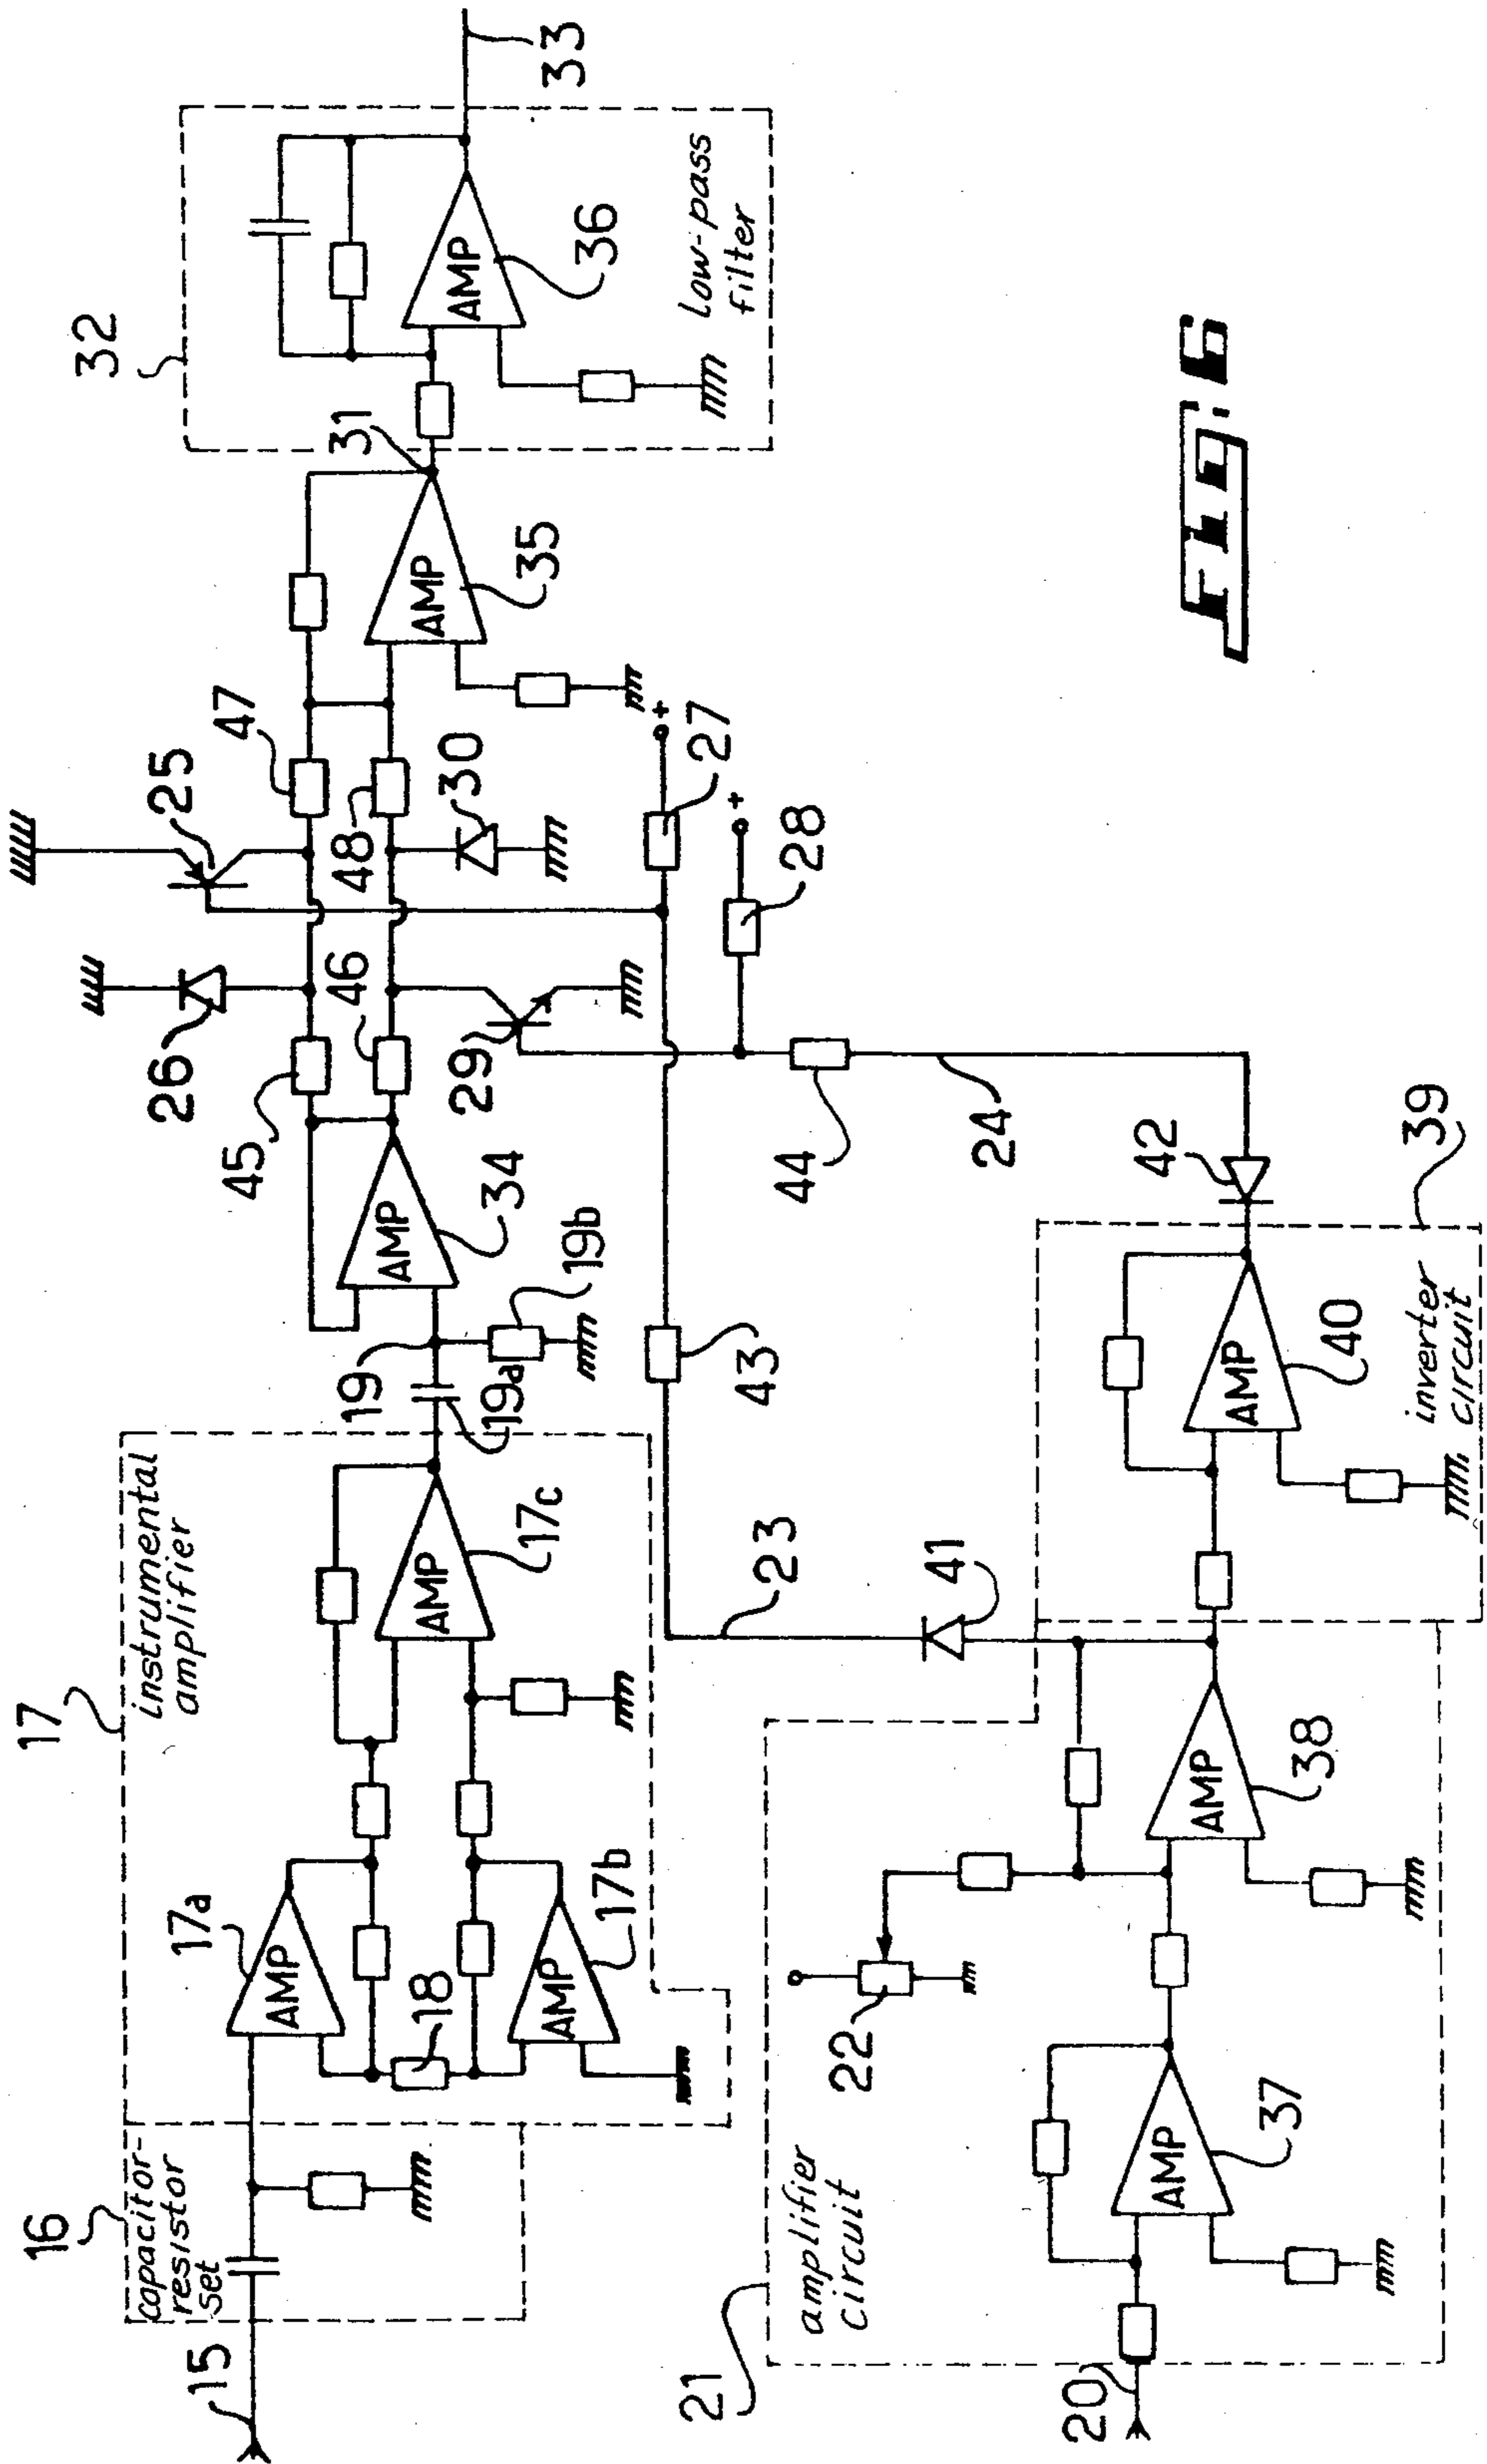 15
16
capacitor-
resistor
set
17
instrumental
amplifier
17a
AMP
18
17b
AMP
17c
AMP
19
19a
19b
34
AMP
45
46
26
29
25
47
48
30
35
AMP
31
32
36
AMP
Low-pass
filter
33
27
+
28
+
43
23
41
44
24
42
39
20
21
amplifier
circuit
37
AMP
22
38
AMP
40
AMP
inverter
circuit
Fig: 6